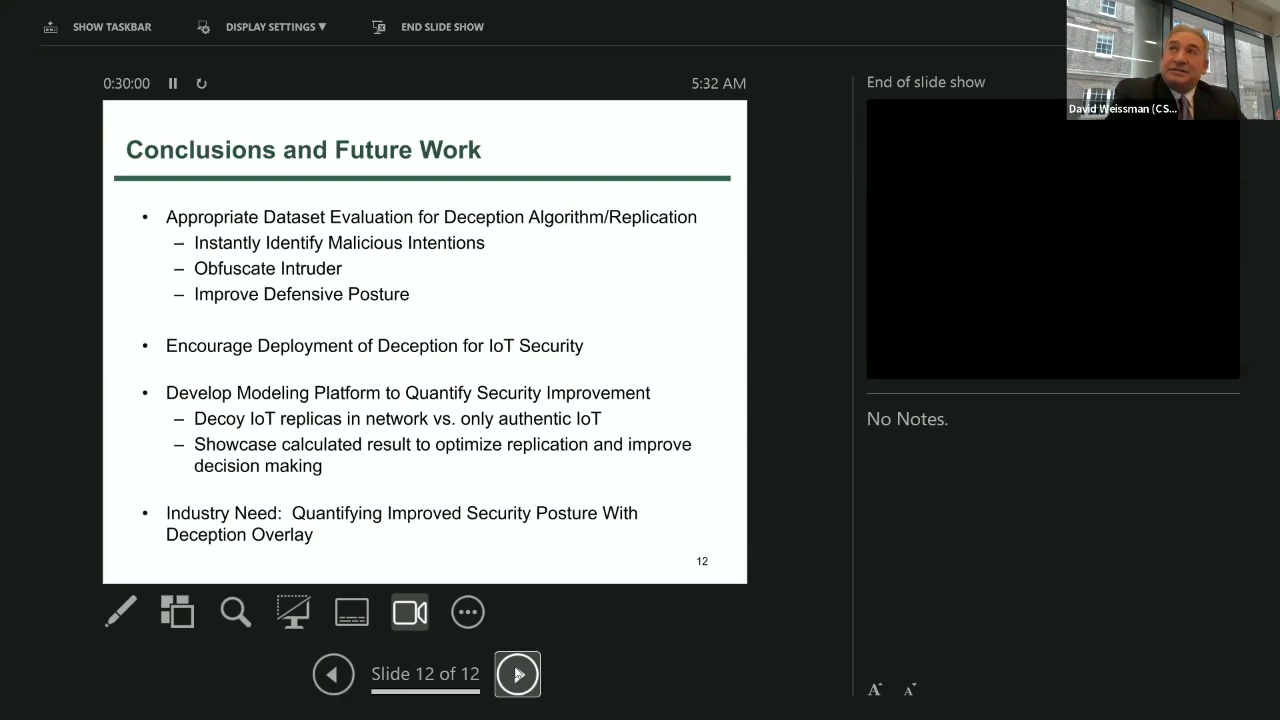 SHOW TASKBAR
DISPLAY SETTINGS ▼
END SLIDE SHOW
0:30:00
5:32 AM
Conclusions and Future Work
• Appropriate Dataset Evaluation for Deception Algorithm/Replication
– Instantly Identify Malicious Intentions
– Obfuscate Intruder
– Improve Defensive Posture
• Encourage Deployment of Deception for IoT Security
• Develop Modeling Platform to Quantify Security Improvement
– Decoy IoT replicas in network vs. only authentic IoT
– Showcase calculated result to optimize replication and improve
decision making
• Industry Need: Quantifying Improved Security Posture With
Deception Overlay
12
Slide 12 of 12
End of slide show
David Weissman (CS...
No Notes.
A A